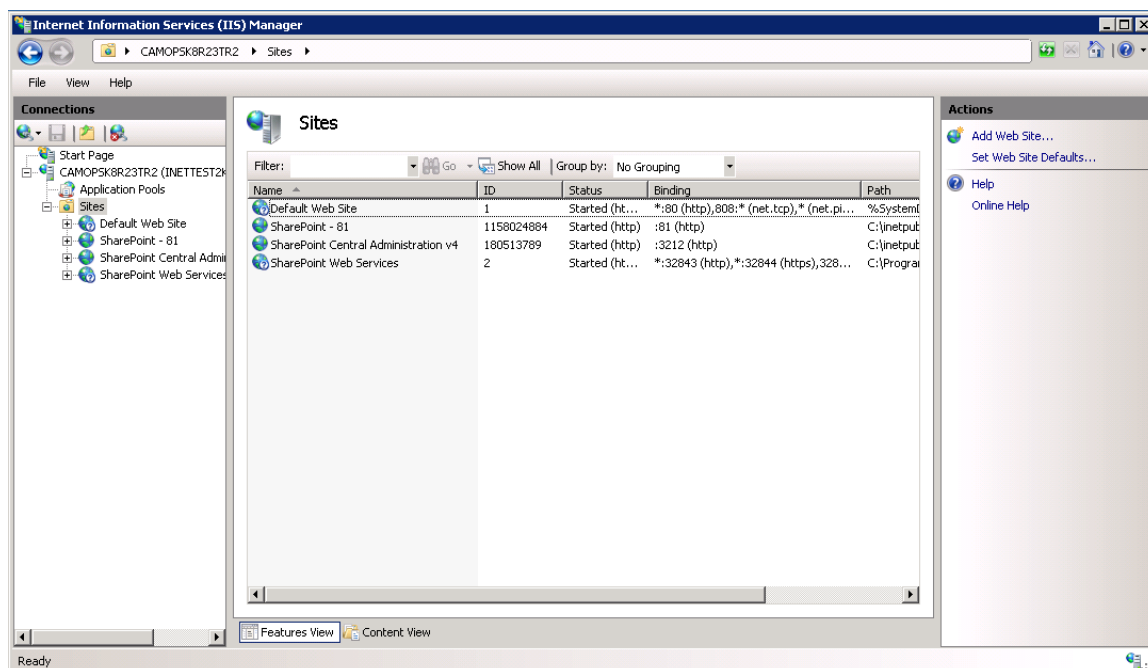 Internet Information Services (IIS) Manager
CAMOPSK8R23TR2 Sites
File View Help
Connections
Start Page
CAMOPSK8R23TR2 (INETTEST2K
Application Pools
Sites
Default Web Site
SharePoint - 81
SharePoint Central Admi
SharePoint Web Services
Sites
Filter: Go Show All Group by: No Grouping
Name ID Status Binding Path
Default Web Site 1 Started (ht... *:80 (http),808:* (net.tcp),* (net.pi... %System
SharePoint - 81 1158024884 Started (http) :81 (http) C:\inetpub
SharePoint Central Administration v4 180513789 Started (http) :3212 (http) C:\inetpub
SharePoint Web Services 2 Started (ht... *:32843 (http),*:32844 (https),328... C:\Progra
Features View Content View
Actions
Add Web Site...
Set Web Site Defaults...
Help
Online Help
Ready